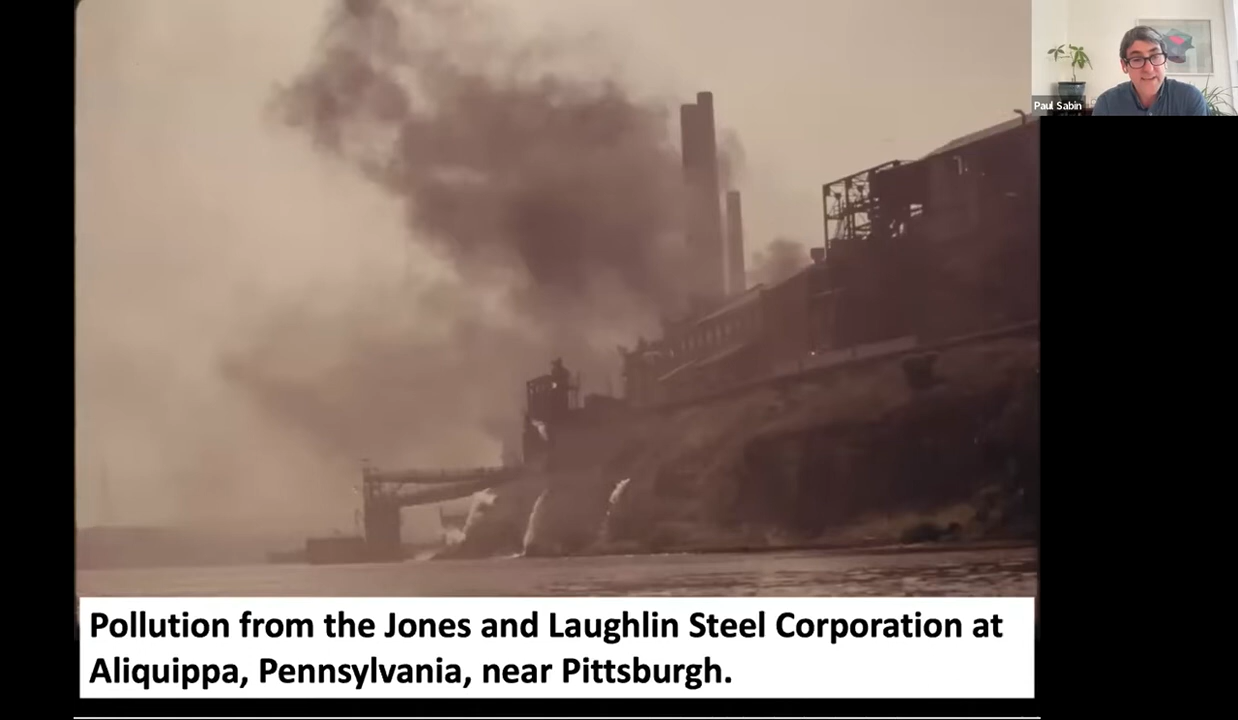 Paul Sabin
Pollution from the Jones and Laughlin Steel Corporation at
Aliquippa, Pennsylvania, near Pittsburgh.